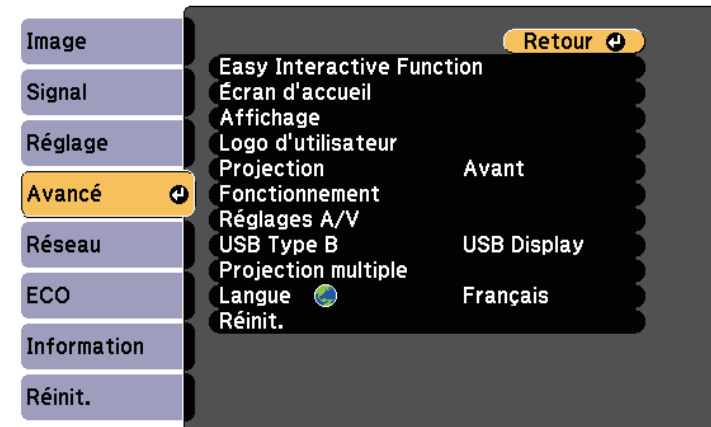 Image
Signal
Réglage
Avancé
Réseau
ECO
Information
Réinit.
Retour
Easy Interactive Function
Écran d'accueil
Affichage
Logo d'utilisateur
Projection Avant
Fonctionnement
Réglages A/V
USB Type B USB Display
Projection multiple
Langue Français
Réinit.